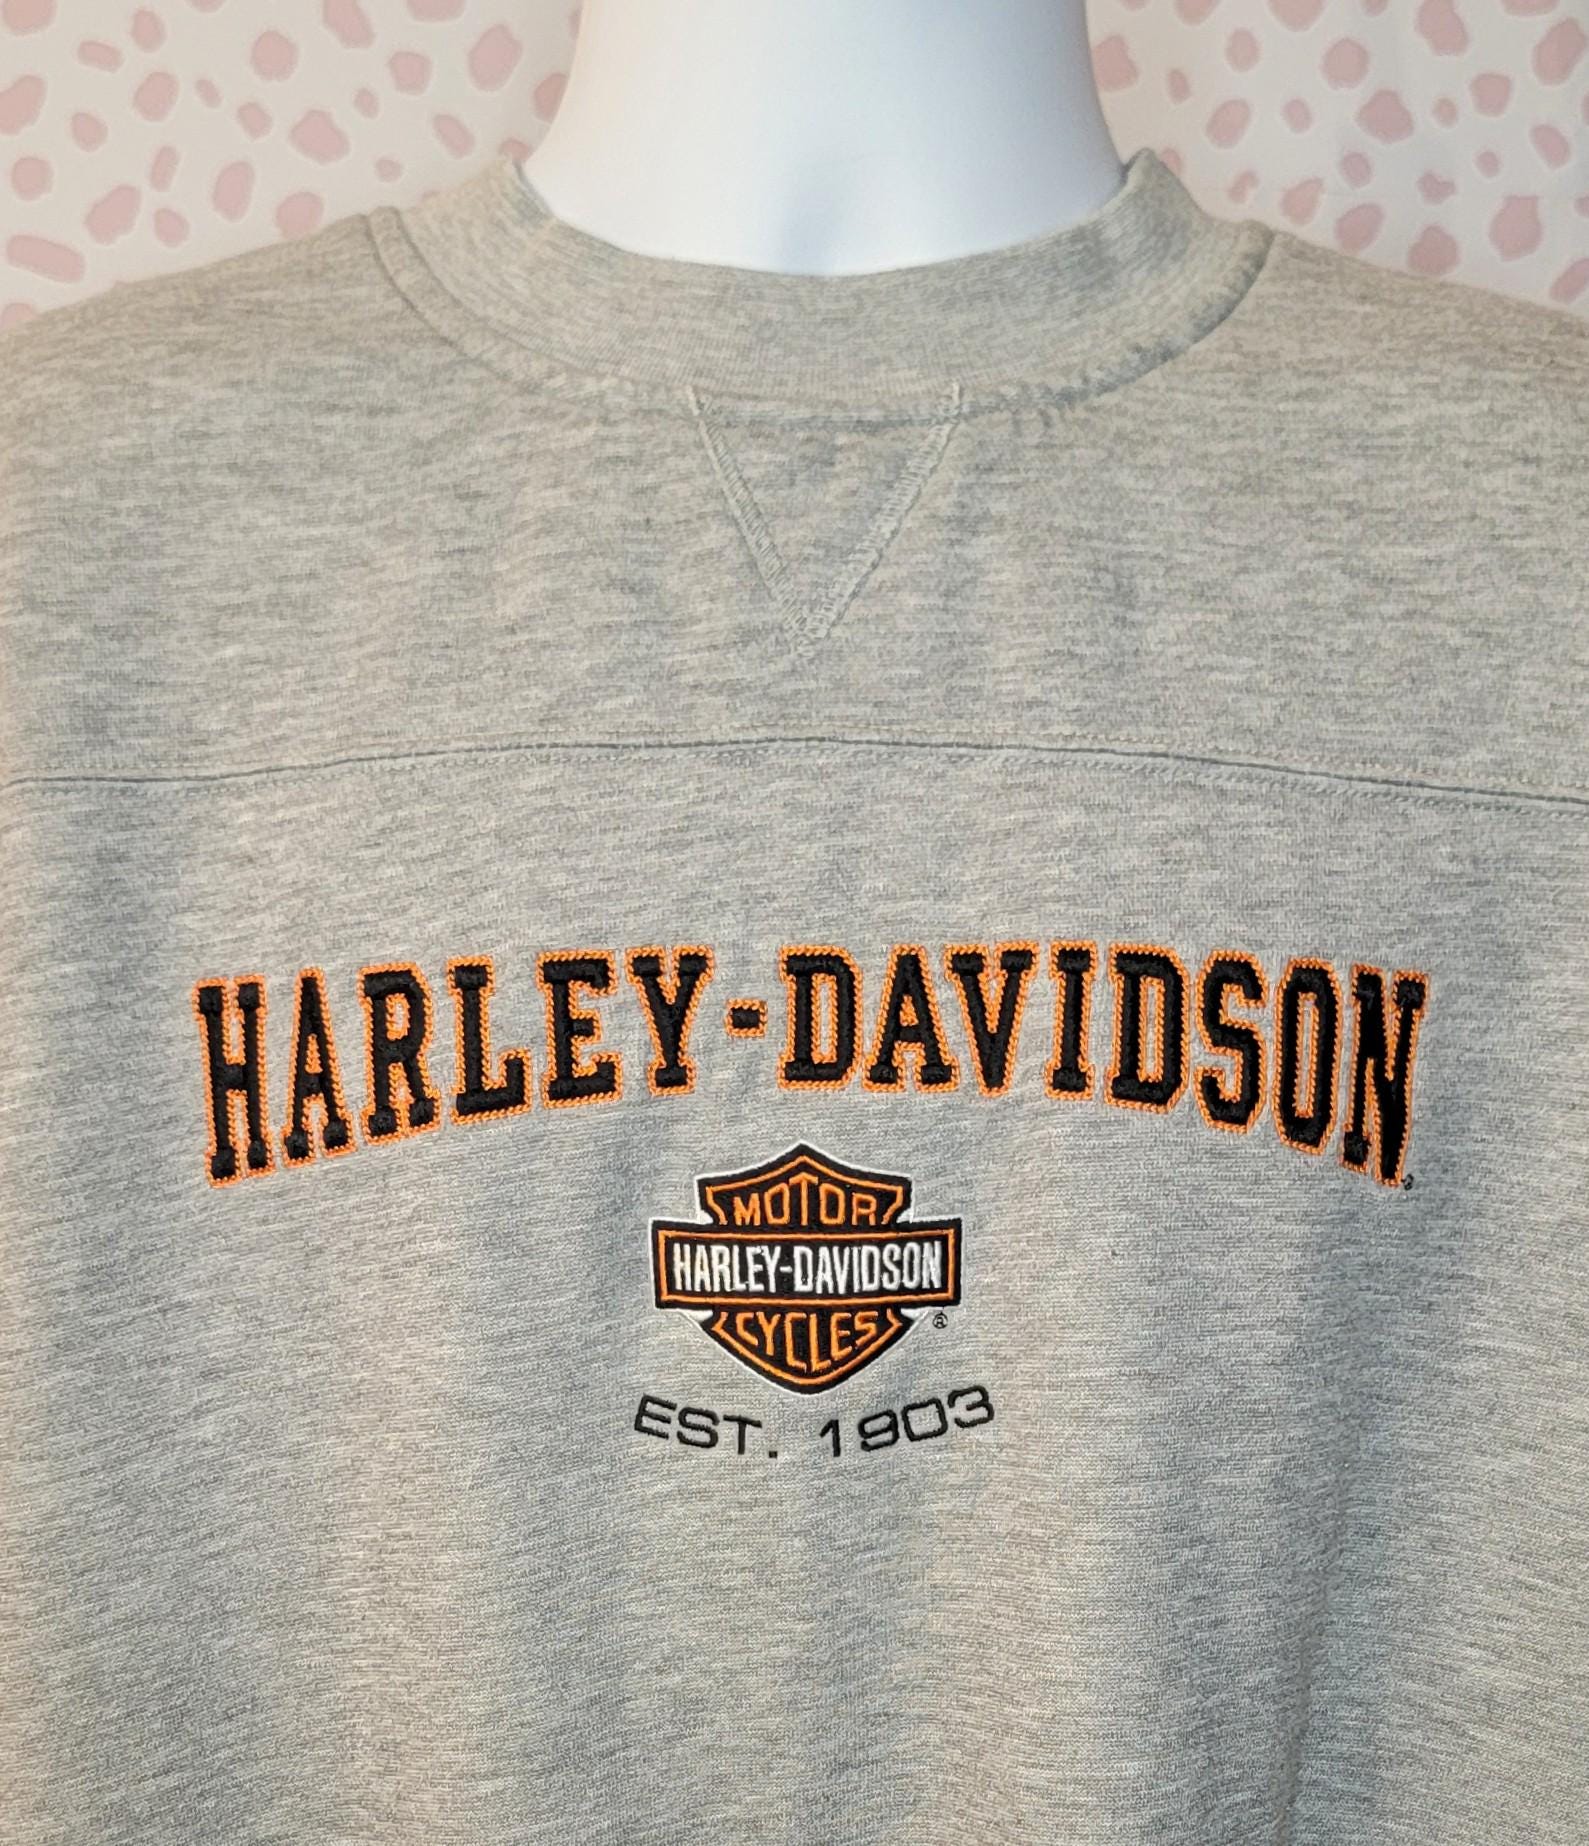 HARLEY-DAVIDSON
MOTOR
HARLEY-DAVIDSON
CYCLES ®
EST. 1903